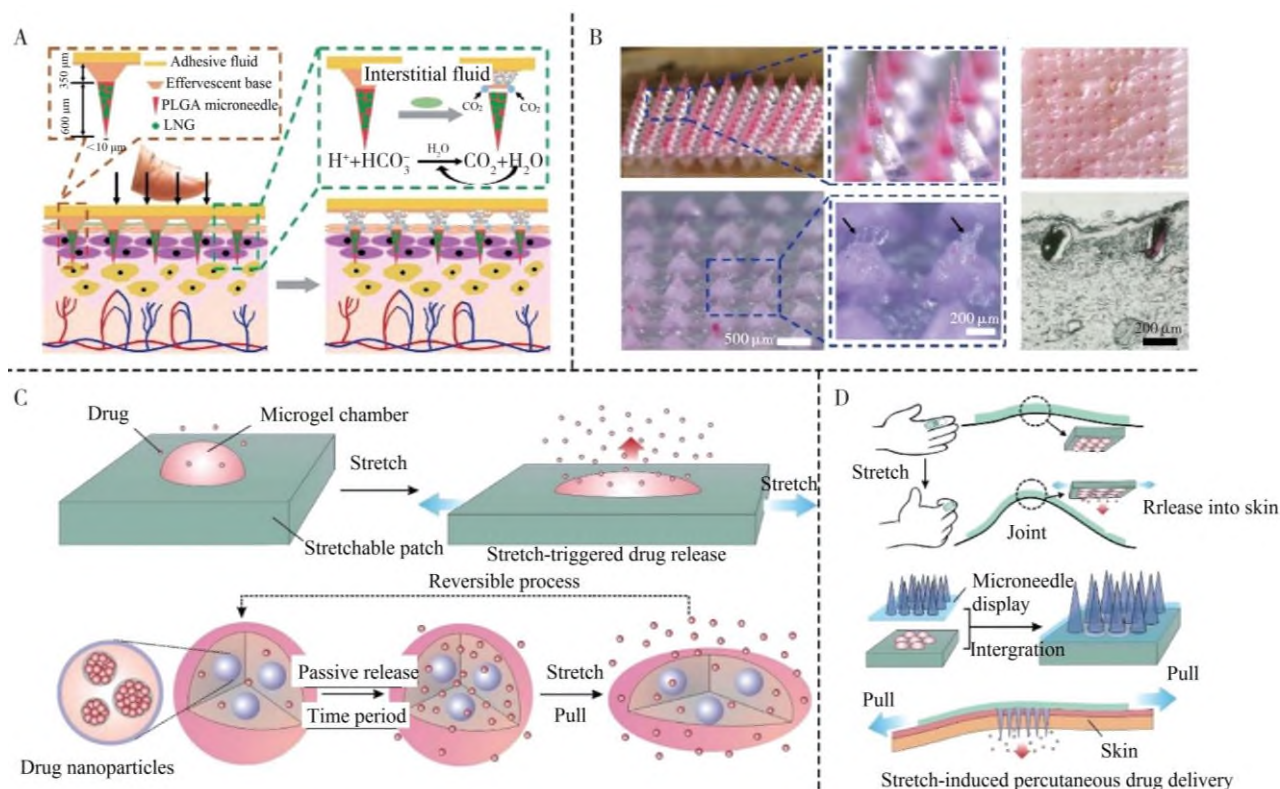 A
350 μm
600 μm
<10 μm
Adhesive fluid
Effervescent base
PLGA microneedle
LNG
Interstitial fluid
CO₂
CO₂
H⁺+HCO₃⁻
H₂O
CO₂+H₂O
B
500 μm
200 μm
200 μm
C
Drug
Microgel chamber
Stretch
Stretch
Stretchable patch
Stretch-triggered drug release
Reversible process
Passive release
Time period
Stretch
Pull
Drug nanoparticles
D
Stretch
Joint
Rrlease into skin
Microneedle
display
Intergration
Pull
Pull
Skin
Stretch-induced percutaneous drug delivery